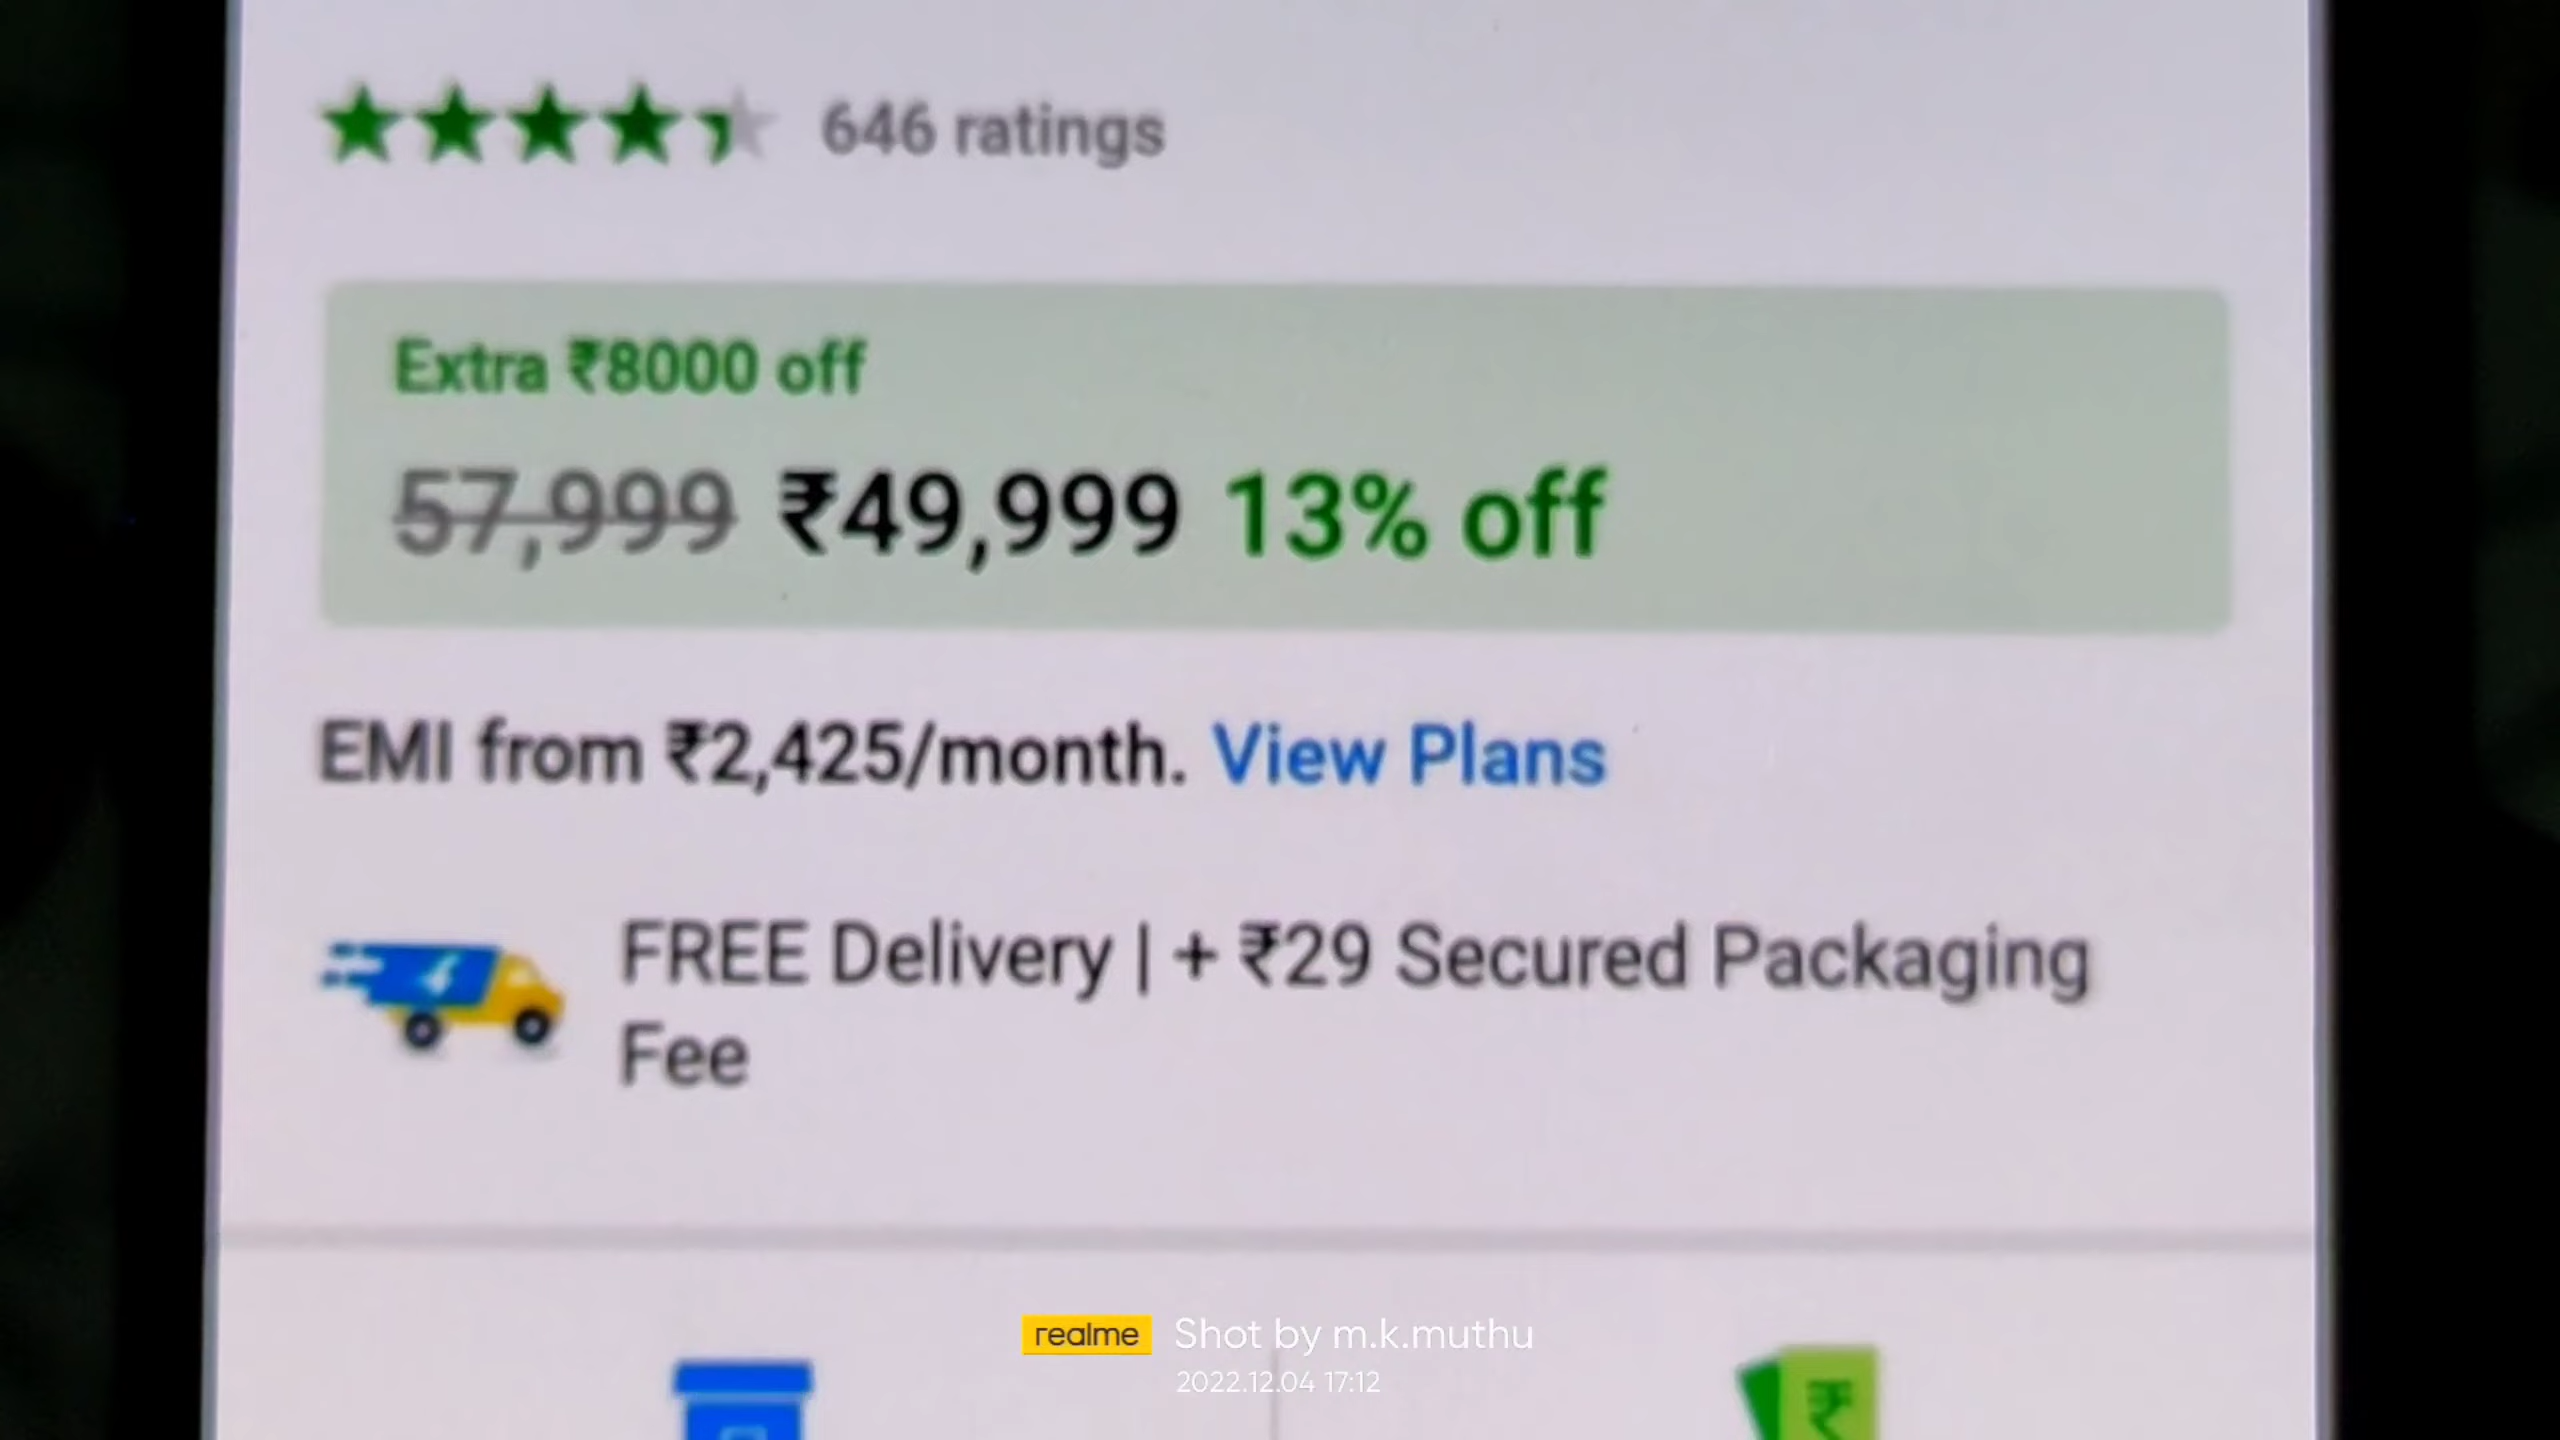 646 ratings
Extra ₹8000 off
57,999 ₹49,999 13% off
EMI from ₹2,425/month. View Plans
FREE Delivery | + ₹29 Secured Packaging
Fee
₹
realme Shot by m.k.muthu
2022.12.04 17:12